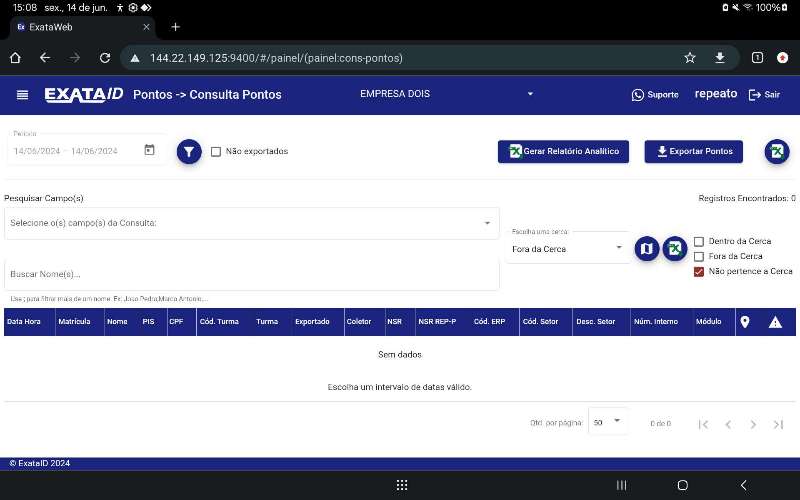 15:08 sex., 14 de jun. 100%
ExataWeb
144.22.149.125:9400/#/painel/(painel:cons-pontos) 1
EXATAID Pontos -> Consulta Pontos EMPRESA DOIS Suporte repeato Sair
Período
14/06/2024 – 14/06/2024 Não exportados Gerar Relatório Analítico Exportar Pontos
Pesquisar Campo(s) Registros Encontrados: 0
Selecione o(s) campo(s) da Consulta:
Escolha uma cerca:
Fora da Cerca
Dentro da Cerca
Fora da Cerca
Não pertence a Cerca
Buscar Nome(s)...
Use ; para filtrar mais de um nome. Ex: João Pedro;Marco Antonio;...
Data Hora Matrícula Nome PIS CPF Cód. Turma Turma Exportado Coletor NSR NSR REP-P Cód. ERP Cód. Setor Desc. Setor Núm. Interno Módulo
Sem dados
Escolha um intervalo de datas válido.
Qtd. por página: 50 0 de 0
© ExataID 2024